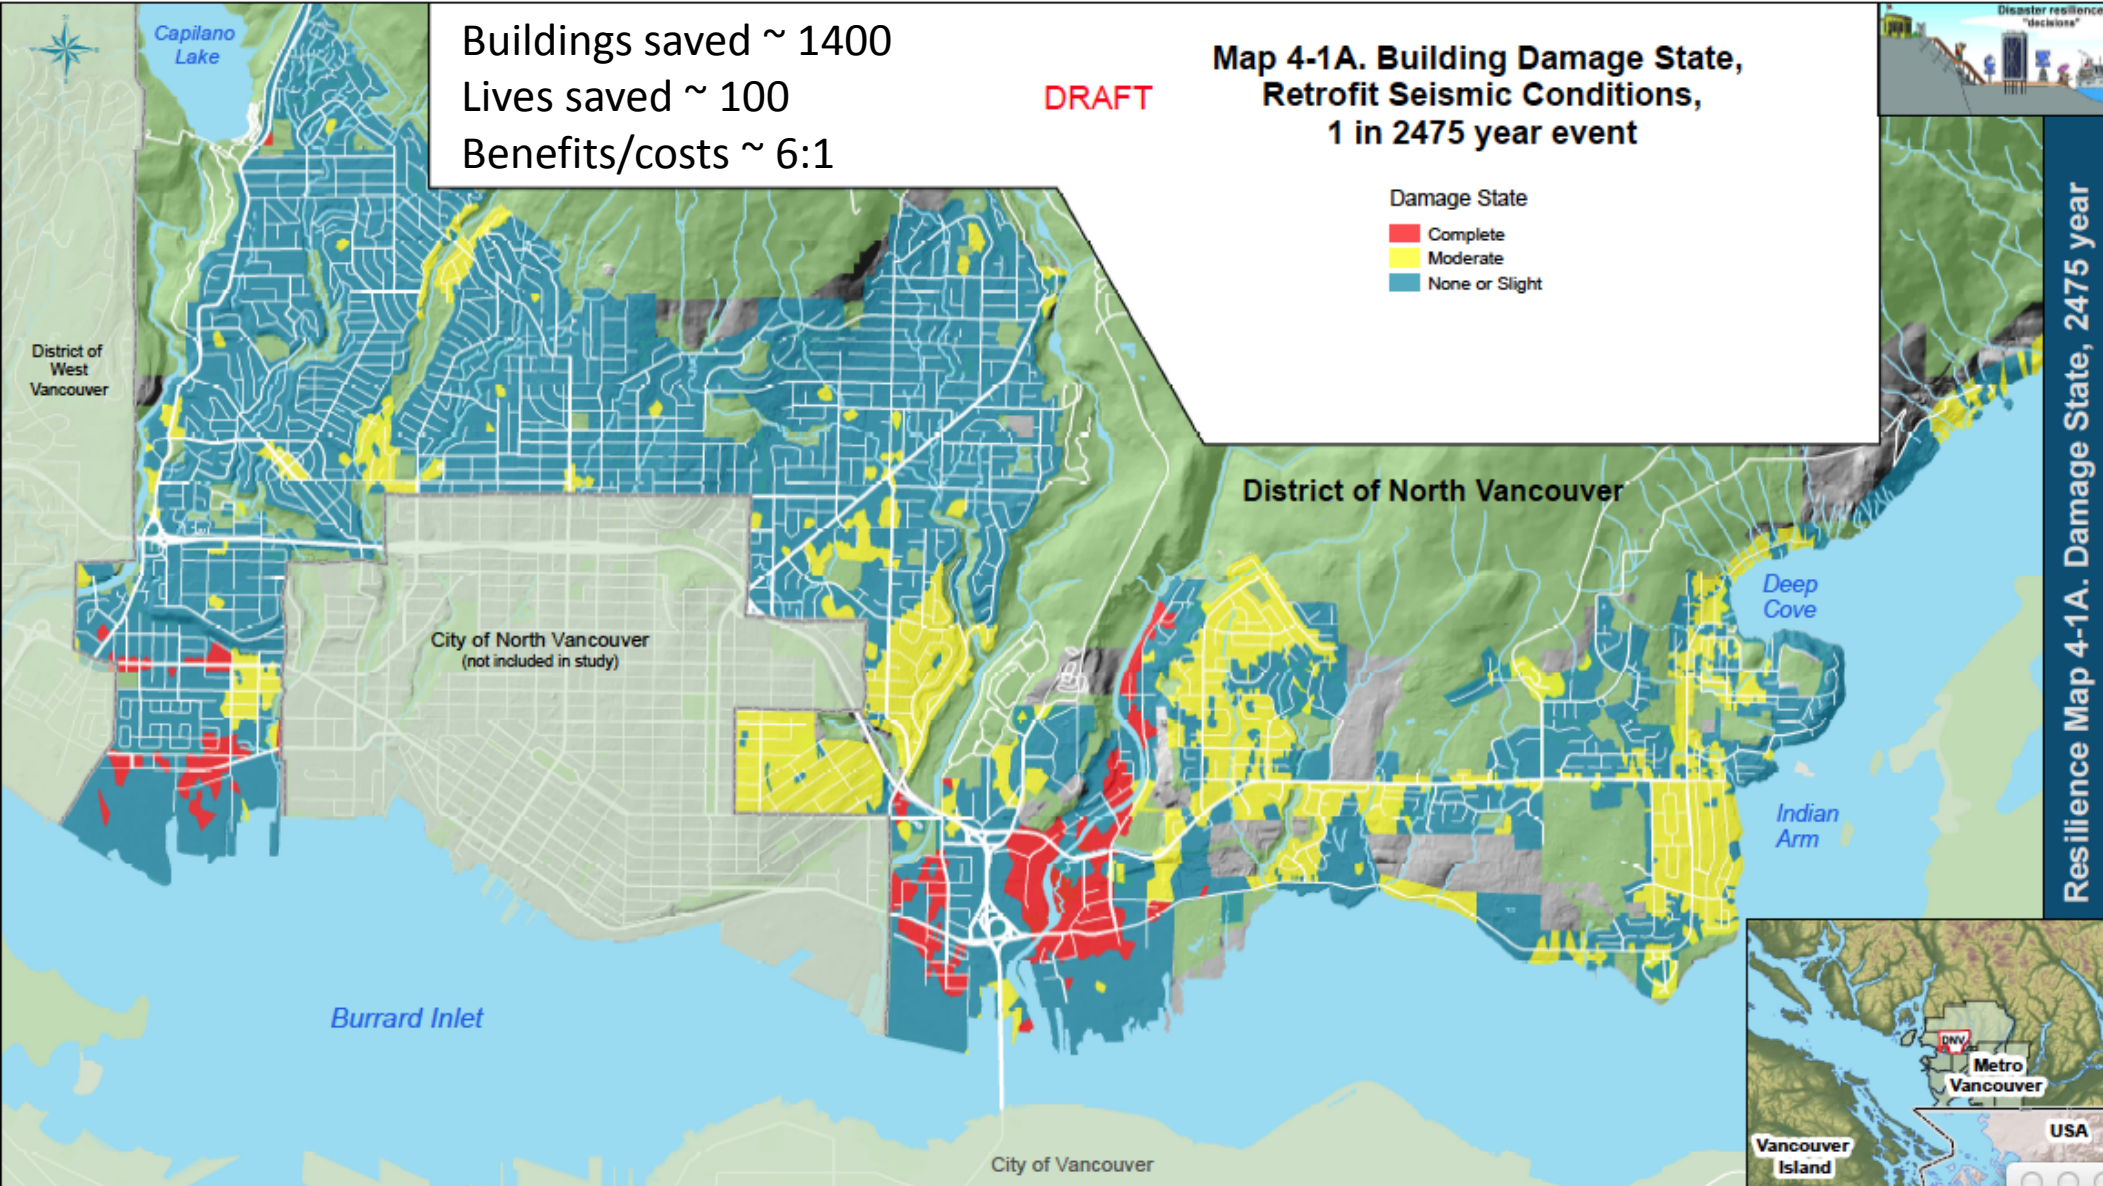 Capilano
Lake
Buildings saved ~ 1400
Lives saved ~ 100
Benefits/costs ~ 6:1
DRAFT
Map 4-1A. Building Damage State,
Retrofit Seismic Conditions,
1 in 2475 year event
Damage State
Complete
Moderate
None or Slight
Disaster resilience
"decisions"
Resilience Map 4-1A. Damage State, 2475 year
District of
West
Vancouver
District of North Vancouver
Deep
Cove
City of North Vancouver
(not included in study)
Indian
Arm
Burrard Inlet
City of Vancouver
DNV
Metro
Vancouver
USA
Vancouver
Island